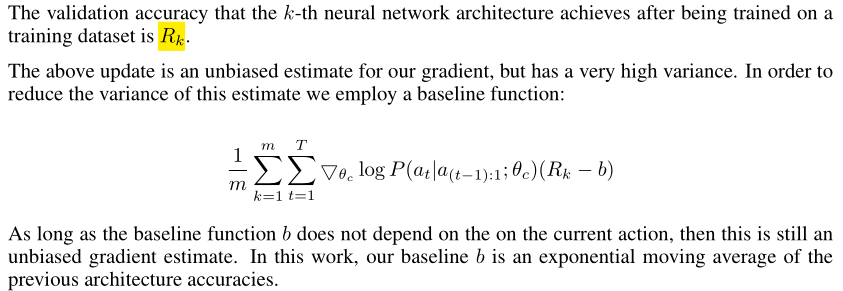 The validation accuracy that the k-th neural network architecture achieves after being trained on a
training dataset is R_k.
The above update is an unbiased estimate for our gradient, but has a very high variance. In order to
reduce the variance of this estimate we employ a baseline function:
\frac{1}{m} \sum_{k=1}^{m} \sum_{t=1}^{T} \bigtriangledown_{\theta_c} \log P(a_t|a_{(t-1):1}; \theta_c)(R_k - b)
As long as the baseline function b does not depend on the on the current action, then this is still an
unbiased gradient estimate. In this work, our baseline b is an exponential moving average of the
previous architecture accuracies.